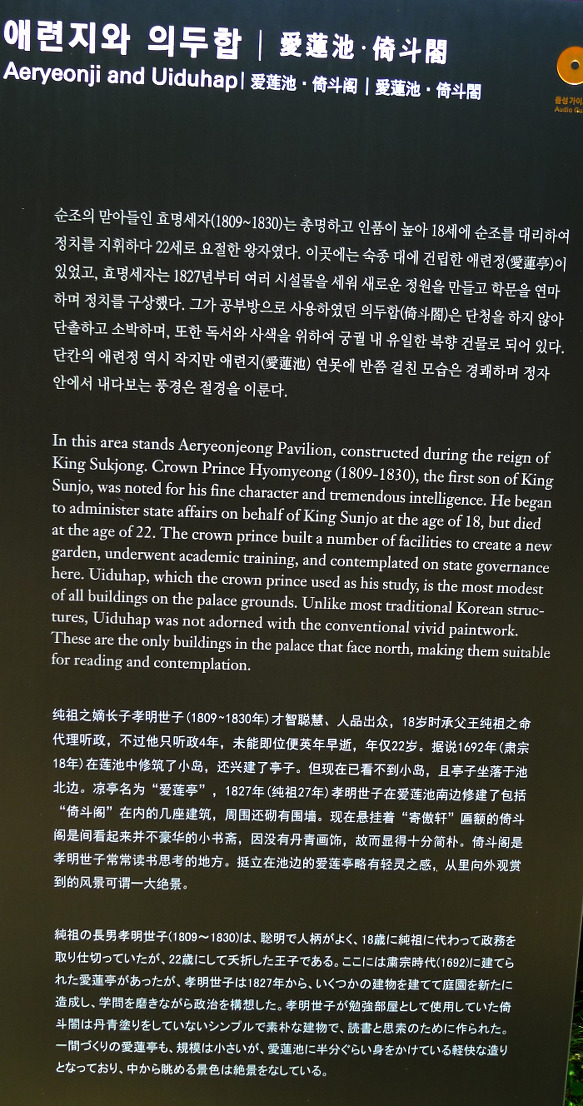 애련지와 의두합 | 愛蓮池·倚斗閤
Aeryeonji and Uiduhap | 爱莲池·倚斗阁 | 愛蓮池·倚斗閤
음성가이
Audio Gu
순조의 맏아들인 효명세자(1809~1830)는 총명하고 인품이 높아 18세에 순조를 대리하여
정치를 지휘하다 22세로 요절한 왕자였다. 이곳에는 숙종 대에 건립한 애련정(愛蓮亭)이
있었고, 효명세자는 1827년부터 여러 시설물을 세워 새로운 정원을 만들고 학문을 연마
하며 정치를 구상했다. 그가 공부방으로 사용하였던 의두합(倚斗閤)은 단청을 하지 않아
단출하고 소박하며, 또한 독서와 사색을 위하여 궁궐 내 유일한 북향 건물로 되어 있다.
단칸의 애련정 역시 작지만 애련지(愛蓮池) 연못에 반쯤 걸친 모습은 경쾌하며 정자
안에서 내다보는 풍경은 절경을 이룬다.
In this area stands Aeryeonjeong Pavilion, constructed during the reign of
King Sukjong. Crown Prince Hyomyeong (1809-1830), the first son of King
Sunjo, was noted for his fine character and tremendous intelligence. He began
to administer state affairs on behalf of King Sunjo at the age of 18, but died
at the age of 22. The crown prince built a number of facilities to create a new
garden, underwent academic training, and contemplated on state governance
here. Uiduhap, which the crown prince used as his study, is the most modest
of all buildings on the palace grounds. Unlike most traditional Korean struc-
tures, Uiduhap was not adorned with the conventional vivid paintwork.
These are the only buildings in the palace that face north, making them suitable
for reading and contemplation.
纯祖之嫡长子孝明世子(1809~1830年)才智聪慧、人品出众，18岁时承父王纯祖之命
代理听政，不过他只听政4年，未能即位便英年早逝，年仅22岁。据说1692年(肃宗
18年)在莲池中修筑了小岛，还兴建了亭子。但现在已看不到小岛，且亭子坐落于池
北边。凉亭名为“爱莲亭”，1827年(纯祖27年)孝明世子在爱莲池南边修建了包括
“倚斗阁”在内的几座建筑，周围还砌有围墙。现在悬挂着“寄傲轩”匾额的倚斗
阁是间看起来并不豪华的小书斋，因没有丹青画饰，故而显得十分简朴。倚斗阁是
孝明世子常常读书思考的地方。挺立在池边的爱莲亭略有轻灵之感，从里向外观赏
到的风景可谓一大绝景。
純祖の長男孝明世子(1809～1830)は、聡明で人柄がよく、18歳に純祖に代わって政務を
取り仕切っていたが、22歳にして夭折した王子である。ここには粛宗時代(1692)に建てら
れた愛蓮亭があったが、孝明世子は1827年から、いくつかの建物を建てて庭園を新たに
造成し、学問を磨きながら政治を構想した。孝明世子が勉強部屋として使用していた倚
斗閤は丹青塗りをしていないシンプルで素朴な建物で、読書と思索のために作られた。
一間づくりの愛蓮亭も、規模は小さいが、愛蓮池に半分ぐらい身をかけている軽快な造り
となっており、中から眺める景色は絶景をなしている。